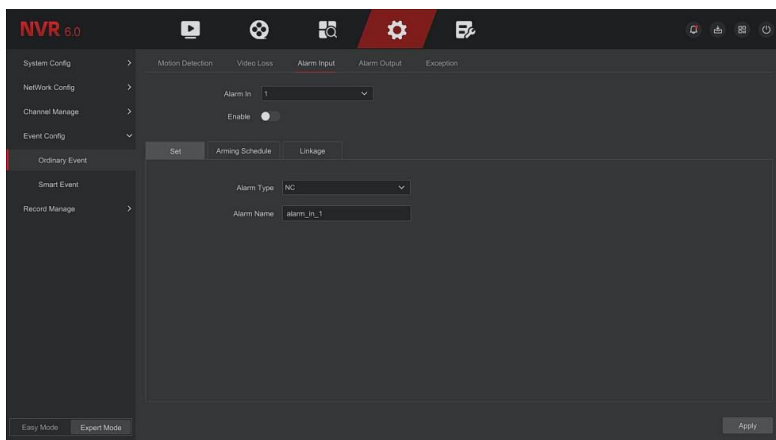 NVR 6.0
System Config
NetWork Config
Channel Manage
Event Config
Ordinary Event
Smart Event
Record Manage
Easy Mode Expert Mode
Motion Detection Video Loss Alarm Input Alarm Output Exception
Alarm In 1
Enable
Set Arming Schedule Linkage
Alarm Type NC
Alarm Name alarm_in_1
Apply